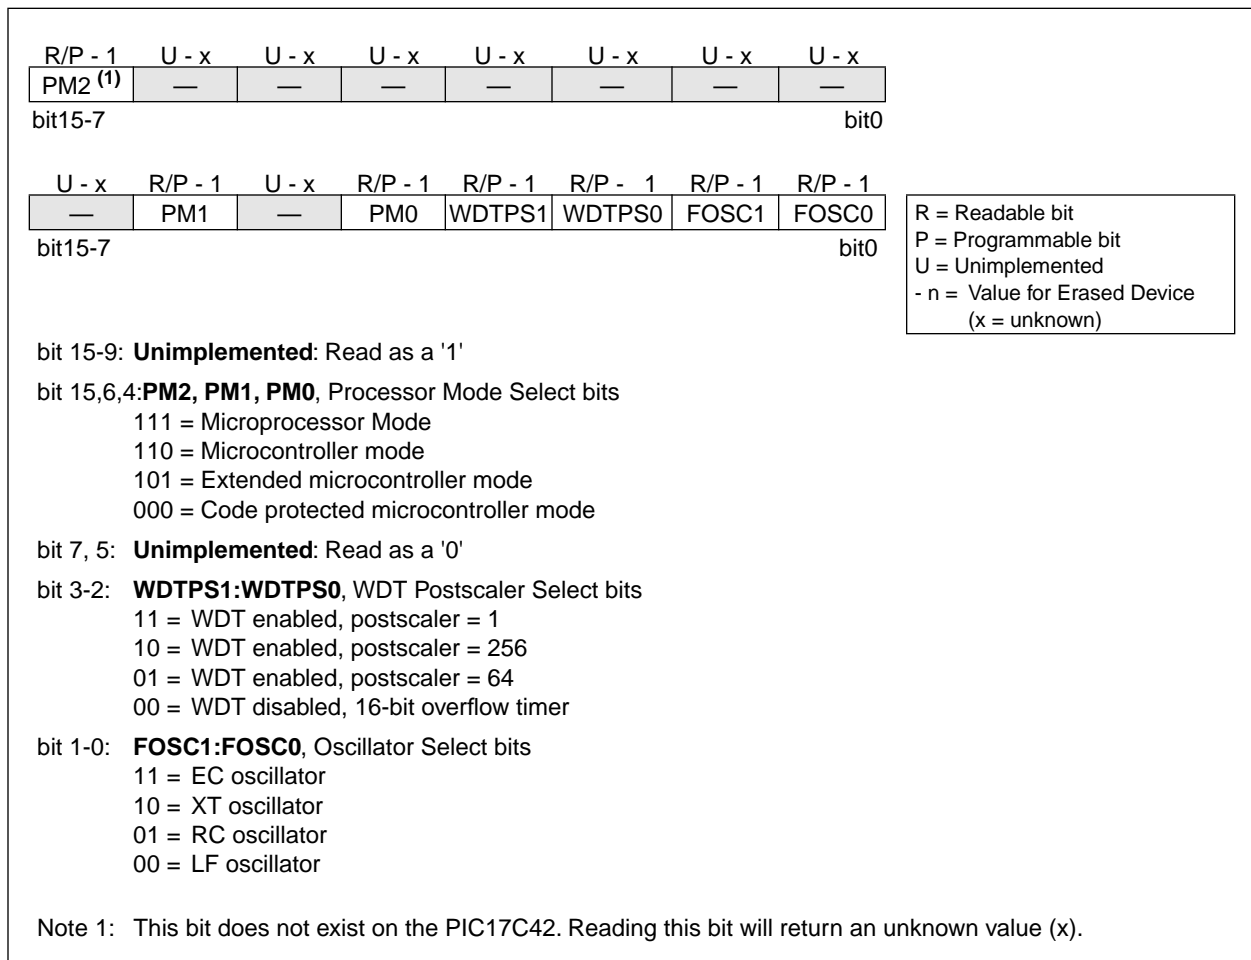 R/P - 1 U - x U - x U - x U - x U - x U - x U - x
PM2 (1) — — — — — — —
bit15-7 bit0
U - x R/P - 1 U - x R/P - 1 R/P - 1 R/P - 1 R/P - 1 R/P - 1
— PM1 — PM0 WDTPS1 WDTPS0 FOSC1 FOSC0
bit15-7 bit0
R = Readable bit
P = Programmable bit
U = Unimplemented
- n = Value for Erased Device
(x = unknown)
bit 15-9: Unimplemented: Read as a '1'
bit 15,6,4:PM2, PM1, PM0, Processor Mode Select bits
111 = Microprocessor Mode
110 = Microcontroller mode
101 = Extended microcontroller mode
000 = Code protected microcontroller mode
bit 7, 5: Unimplemented: Read as a '0'
bit 3-2: WDTPS1:WDTPS0, WDT Postscaler Select bits
11 = WDT enabled, postscaler = 1
10 = WDT enabled, postscaler = 256
01 = WDT enabled, postscaler = 64
00 = WDT disabled, 16-bit overflow timer
bit 1-0: FOSC1:FOSC0, Oscillator Select bits
11 = EC oscillator
10 = XT oscillator
01 = RC oscillator
00 = LF oscillator
Note 1: This bit does not exist on the PIC17C42. Reading this bit will return an unknown value (x).